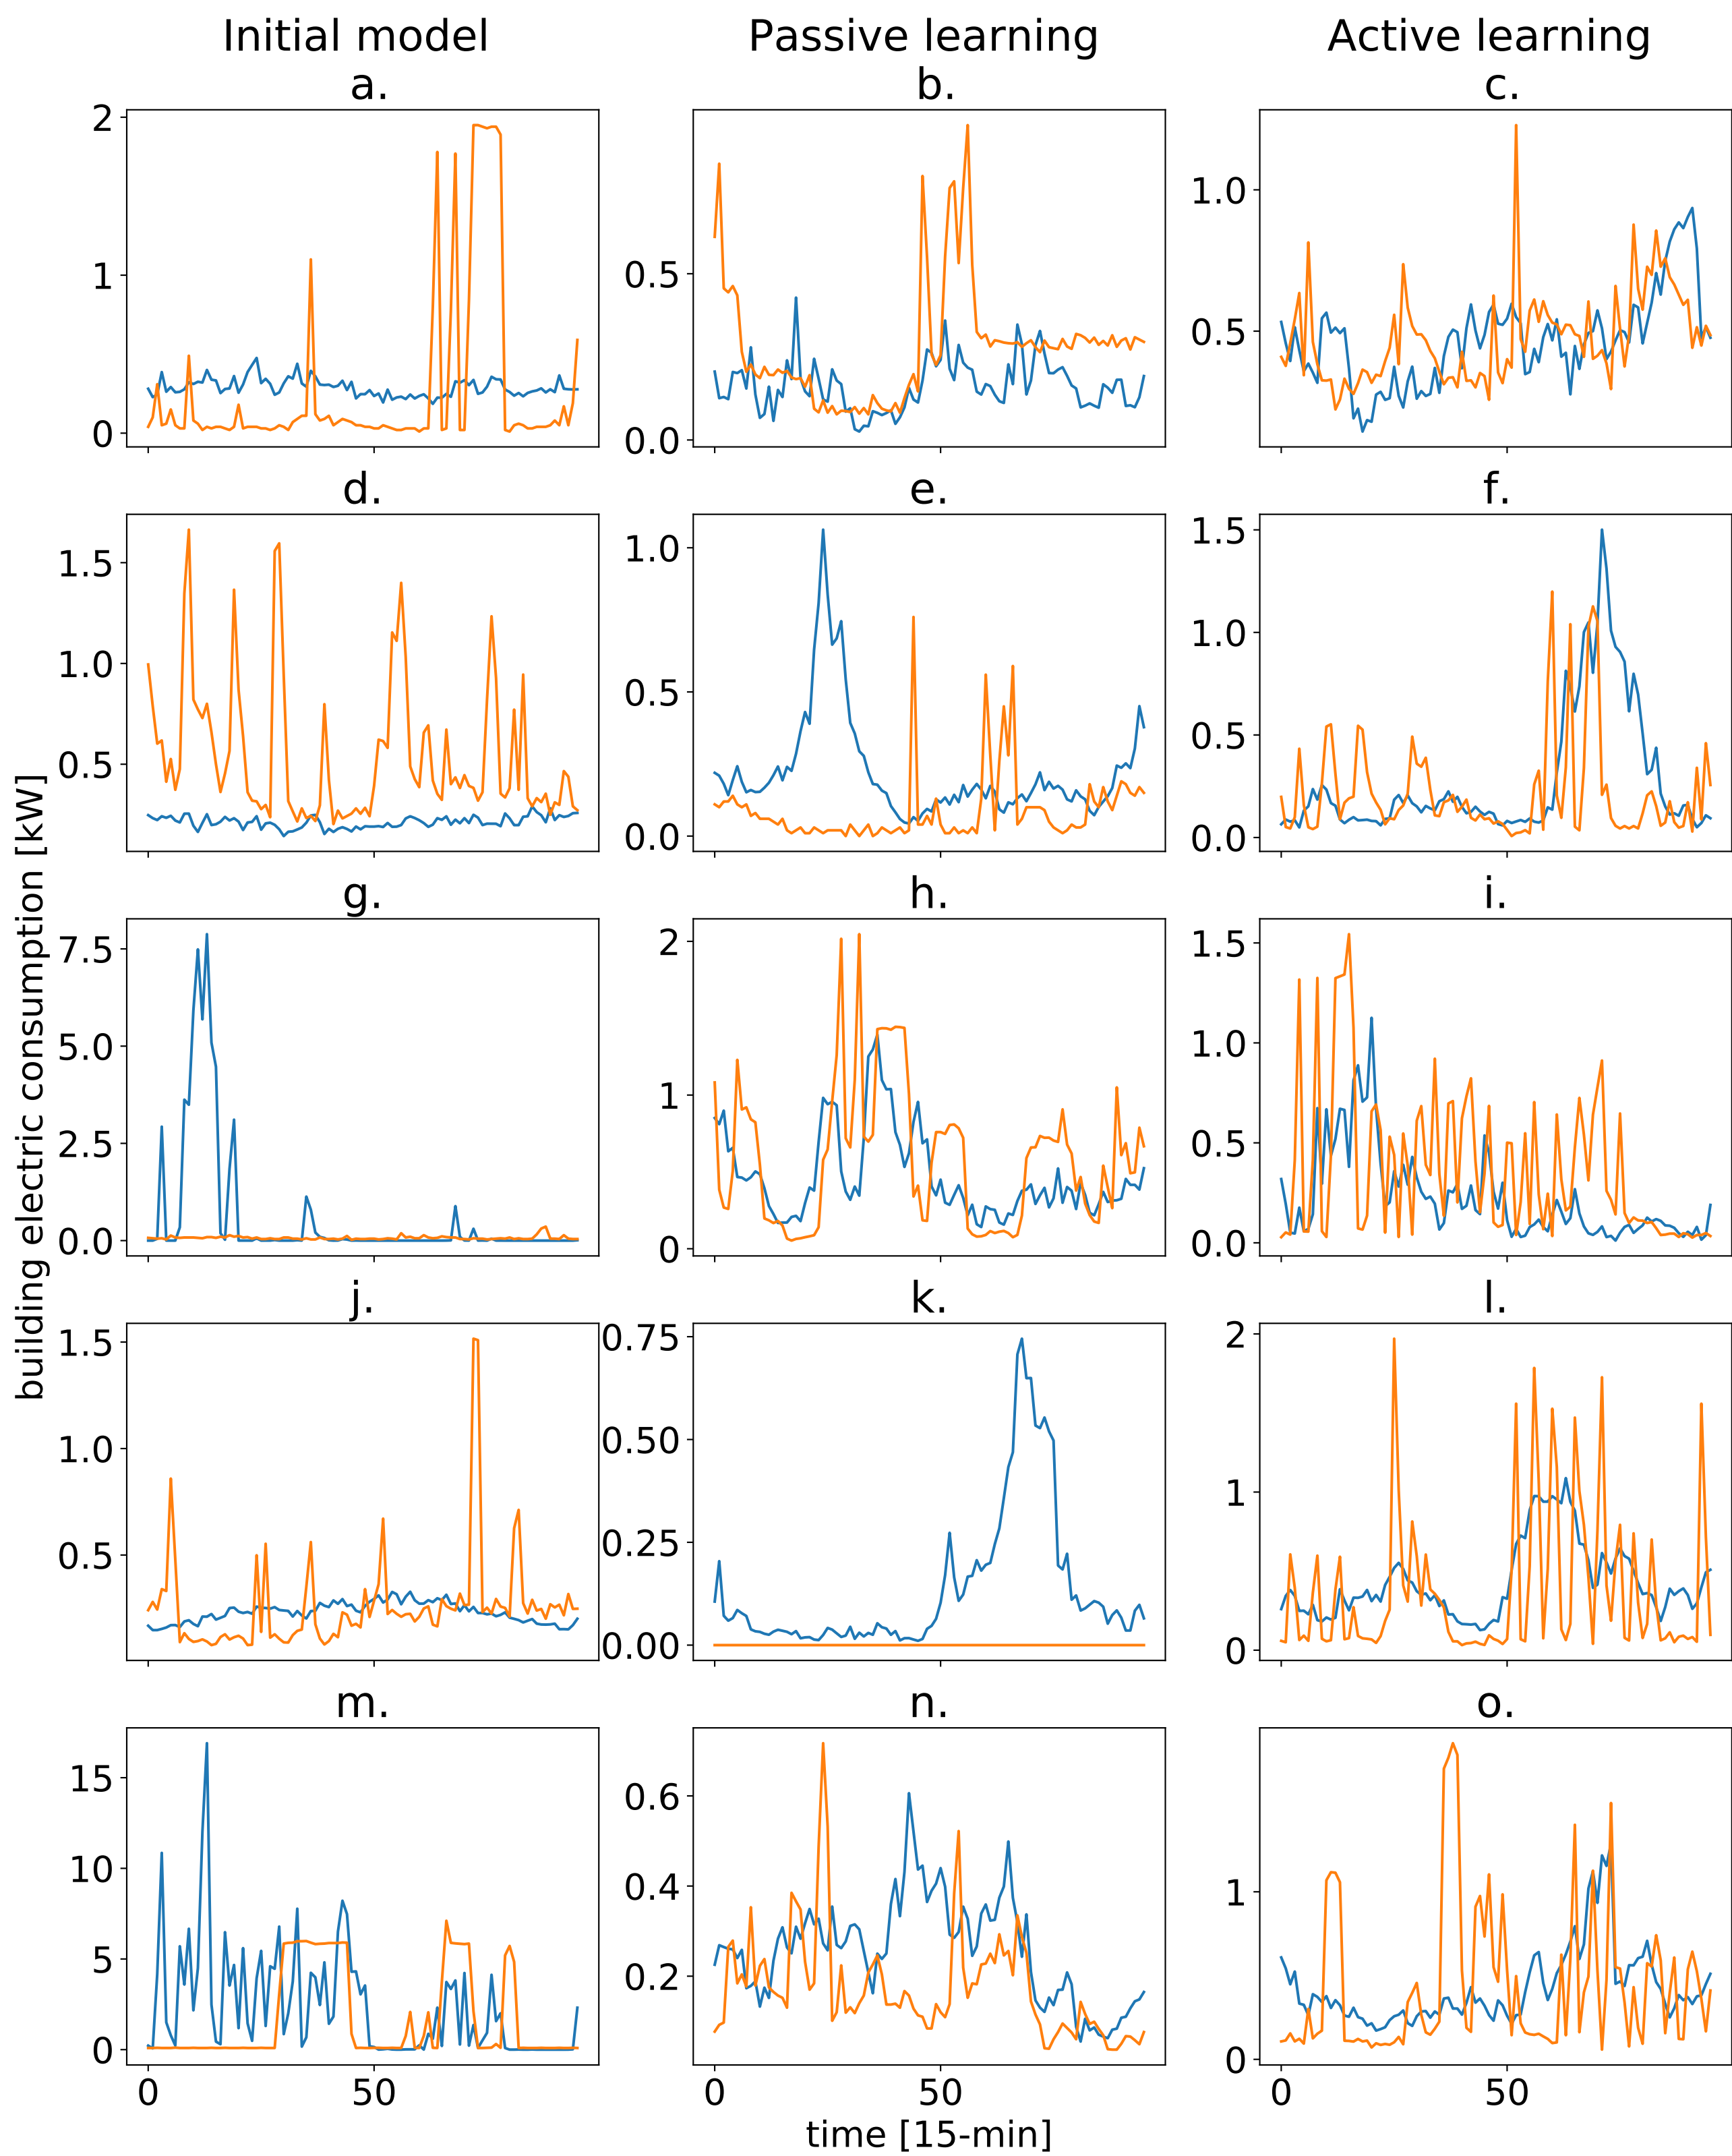 Initial model
Passive learning
Active learning
a.
b.
c.
2
1
0
0.5
0.0
1.0
0.5
d.
e.
f.
1.5
1.0
0.5
1.0
0.5
0.0
1.5
1.0
0.5
0.0
g.
h.
i.
7.5
5.0
2.5
0.0
2
1
0
1.5
1.0
0.5
0.0
building electric consumption [kW]
j.
k.
l.
1.5
1.0
0.5
0.75
0.50
0.25
0.00
2
1
0
m.
n.
o.
15
10
5
0
0.6
0.4
0.2
1
0
0
50
0
50
0
50
time [15-min]